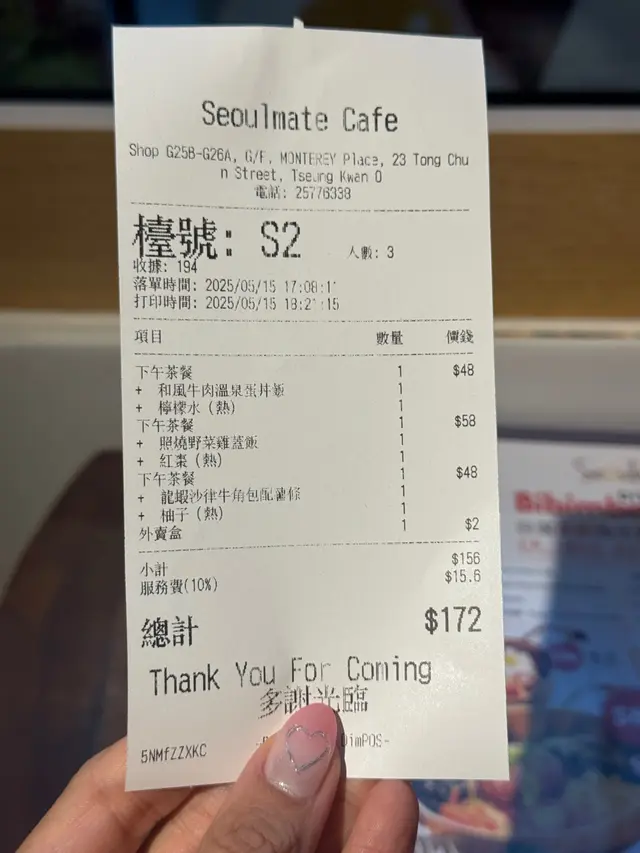 Seoulmate Cafe
Shop G25B-G26A, G/F, MONTEREY Place, 23 Tong Chu
n Street, Tseung Kwan O
電話: 25776338
檯號: S2 人數: 3
收據: 194
落單時間: 2025/05/15 17:08:11
打印時間: 2025/05/15 18:21:15
項目 數量 價錢
下午茶餐 1 $48
+ 和風牛肉溫泉蛋丼飯 1
+ 檸檬水 (熱) 1
下午茶餐 1 $58
+ 照燒野菜雞蓋飯 1
+ 紅棗 (熱) 1
下午茶餐 1 $48
+ 龍蝦沙律牛角包配薯條 1
+ 柚子 (熱) 1
外賣盒 1 $2
小計 $156
服務費(10%) $15.6
總計 $172
Thank You For Coming
多謝光臨
5NMfZZXKC
DimPOS-